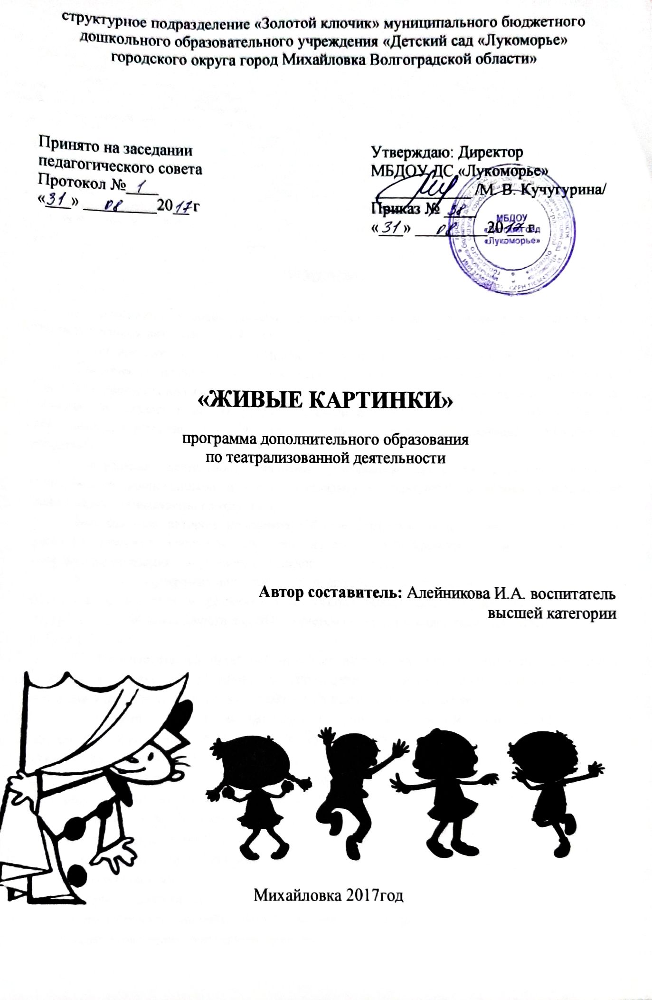 структурное подразделение «Золотой ключик» муниципального бюджетного
дошкольного образовательного учреждения «Детский сад «Лукоморье»
городского округа город Михайловка Волгоградской области»
Принято на заседании
педагогического совета
Протокол № 1
«31» 08 2017г
Утверждаю: Директор
МБДОУ ДС «Лукоморье»
/М. В. Кучугурина/
Приказ № 38
«31» 08 2017 г.
МБДОУ
«Детский сад
«Лукоморье»
«ЖИВЫЕ КАРТИНКИ»
программа дополнительного образования
по театрализованной деятельности
Автор составитель: Алейникова И.А. воспитатель
высшей категории
Михайловка 2017год